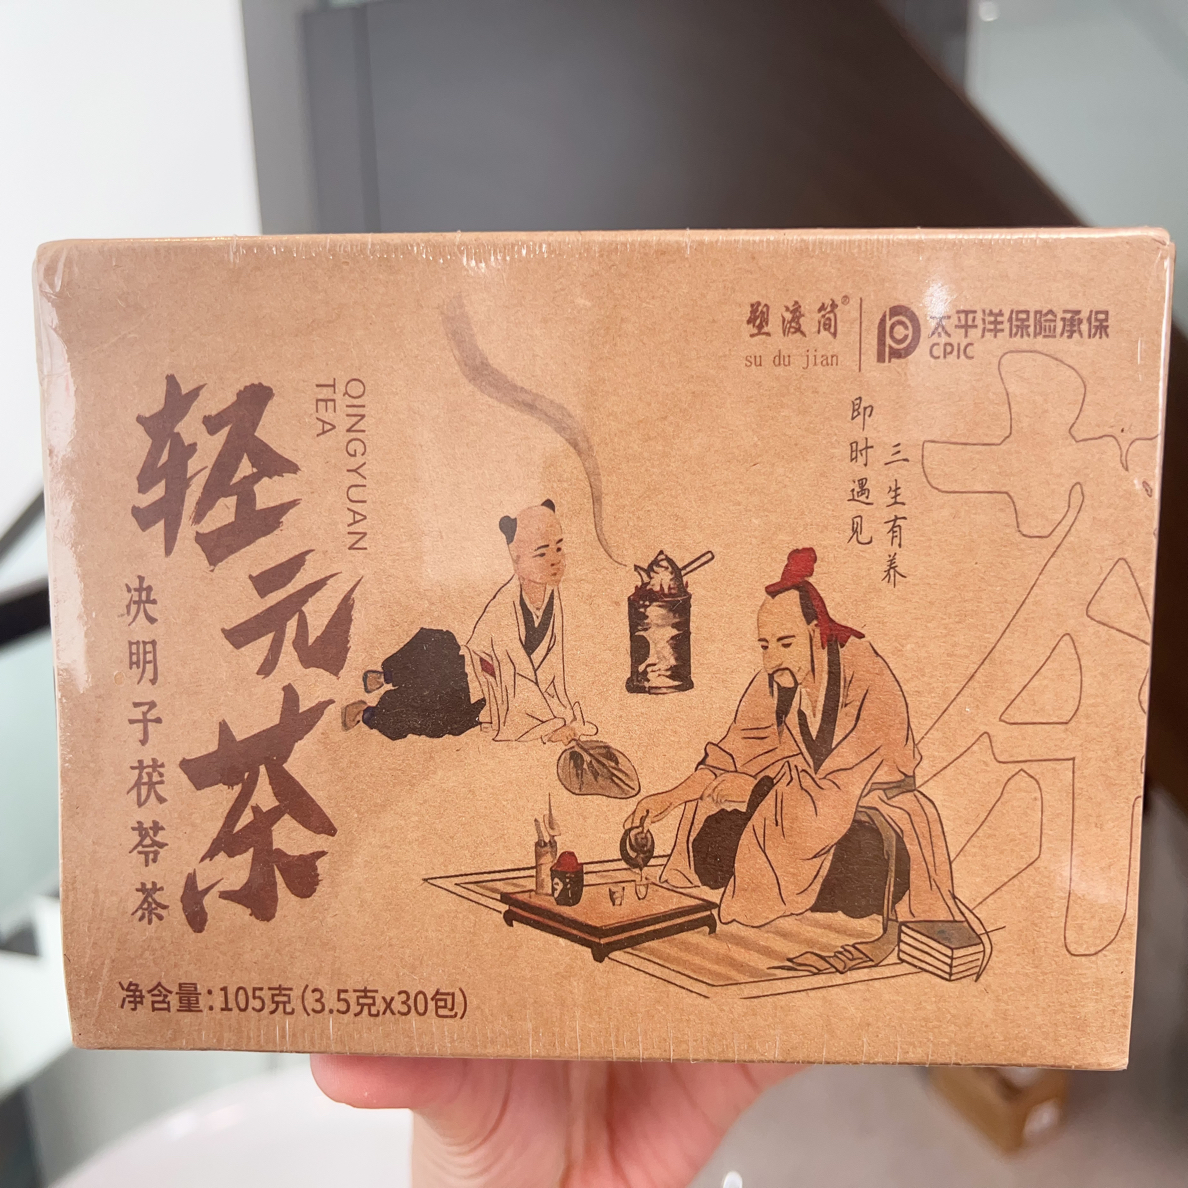 塑渡简®
su du jian
太平洋保险承保
CPIC
轻元茶
QINGYUAN
TEA
决明子茯苓茶
三生有养
即时遇见
净含量:105克(3.5克x30包)